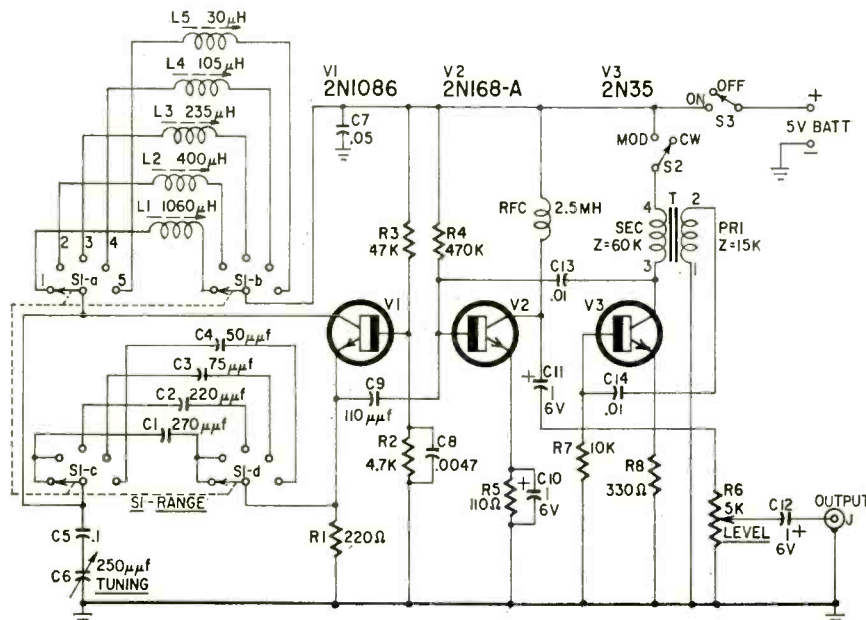 L5 30μH
L4 105μH
L3 235μH
L2 400μH
L1 1060μH
2 3 4
1 S1-a 5
S1-b
V1
2N1086
V2
2N168-A
V3
2N35
ON OFF
S3
+
5V BATT
−
C7
.05
MOD CW
S2
RFC 2.5MH
4 T 2
SEC
Z=60K
PRI
Z=15K
3 1
R3
47K
R4
470K
C13
.01
V1
V2
V3
C4 50μμf
C3 75μμf
C2 220μμf
C1 270μμf
S1-c S1-d
S1-RANGE
C9
110μμf
R2
4.7K
C8
.0047
+ C11
1
6V
C14
.01
R7 10K
R5
110Ω
+ C10
1
6V
R8
330Ω
R6
5K
LEVEL
C12
1 +
6V
OUTPUT
J
R1 220Ω
C5 .1
C6 250μμf
TUNING